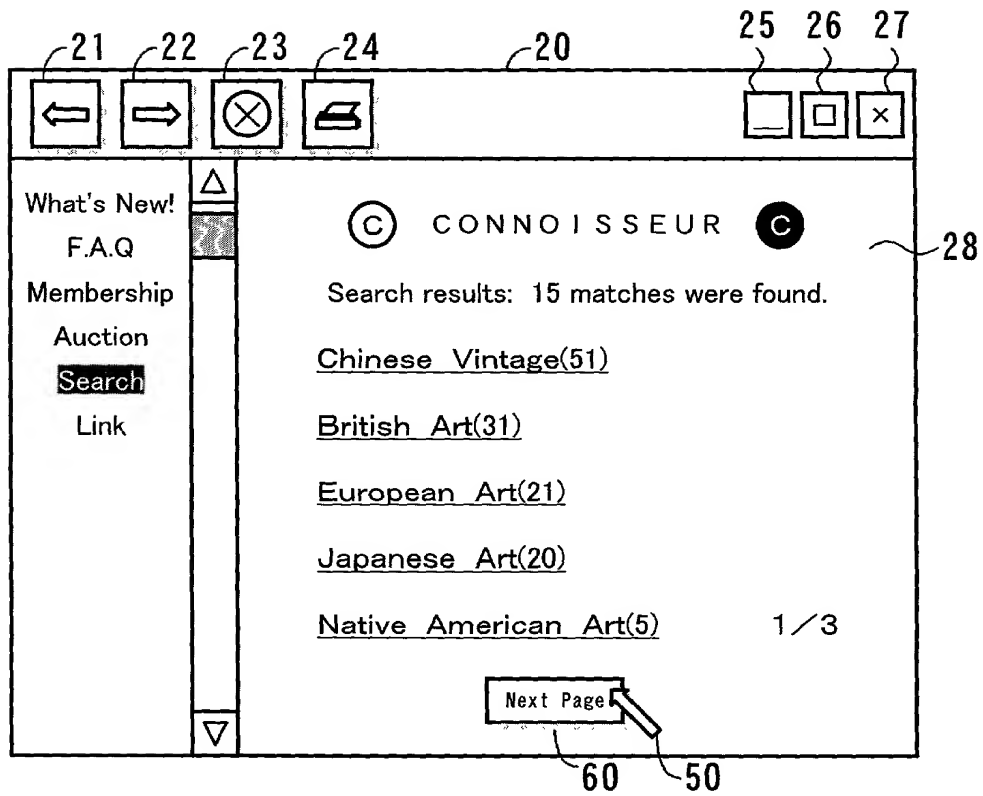 21 22 23 24 20 25 26 27
What's New!
F.A.Q
Membership
Auction
Search
Link
C CONNOISSEUR C
28
Search results: 15 matches were found.
Chinese Vintage(51)
British Art(31)
European Art(21)
Japanese Art(20)
Native American Art(5) 1/3
Next Page
60 50